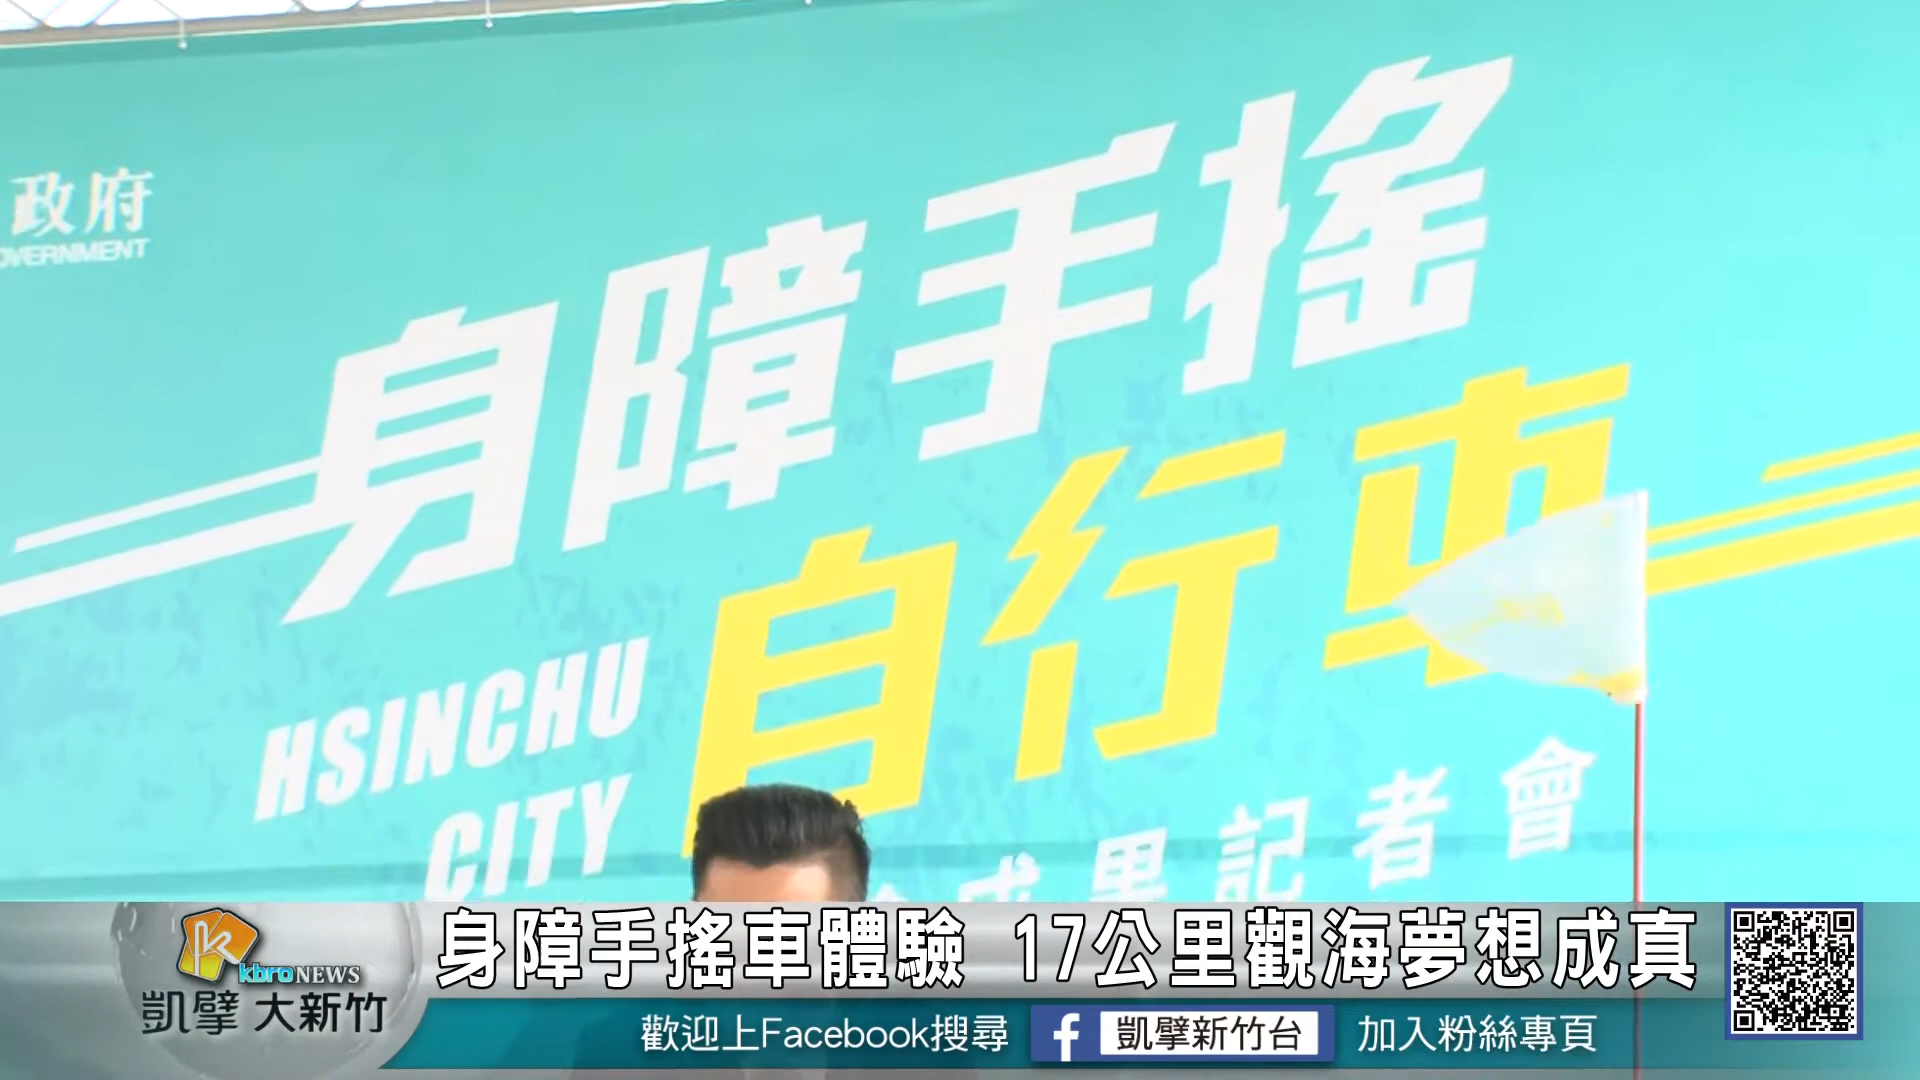 政府
OVERNMENT
身障手搖
自行車
HSINCHU
CITY
成果記者會
kbro NEWS
凱擘 大新竹
身障手搖車體驗 17公里觀海夢想成真
歡迎上Facebook搜尋 f 凱擘新竹台 加入粉絲專頁